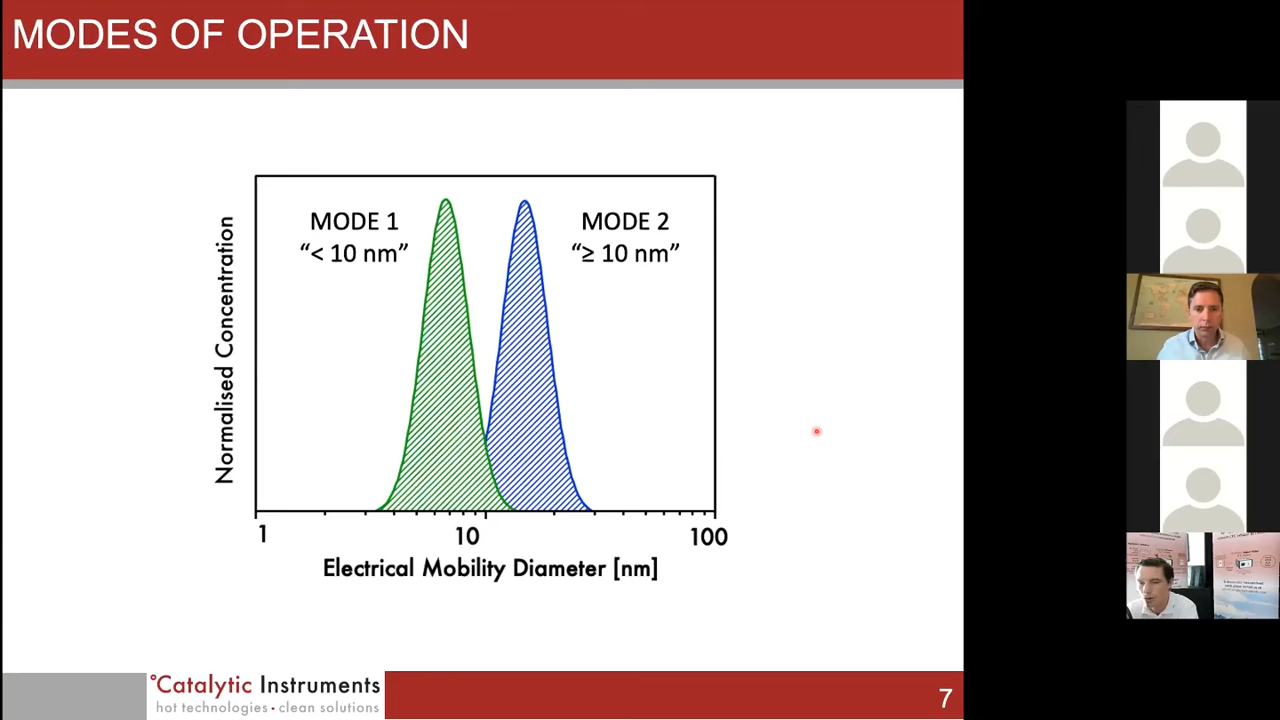 MODES OF OPERATION
MODE 1
“< 10 nm”
MODE 2
“≥ 10 nm”
Normalised Concentration
1
10
100
Electrical Mobility Diameter [nm]
°Catalytic Instruments
hot technologies • clean solutions
7